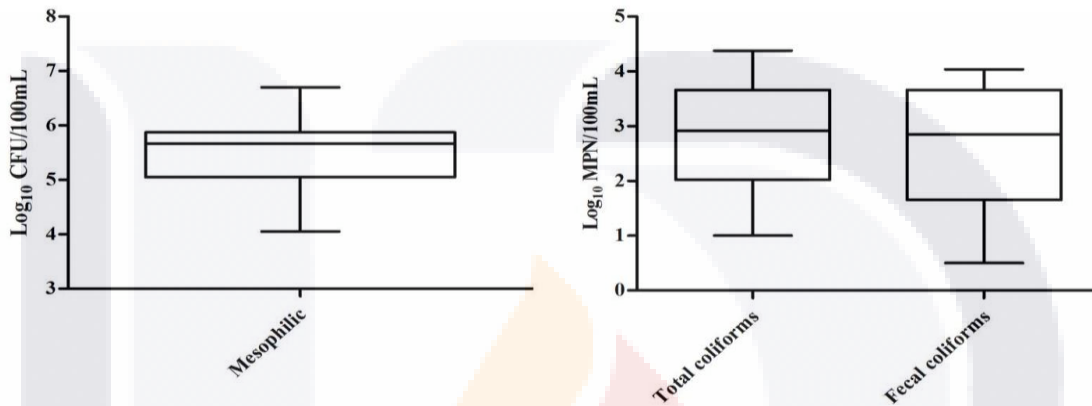 8
7
6
5
4
3
Log₁₀ CFU/100mL
Mesophilic
5
4
3
2
1
0
Log₁₀ MPN/100mL
Total coliforms
Fecal coliforms